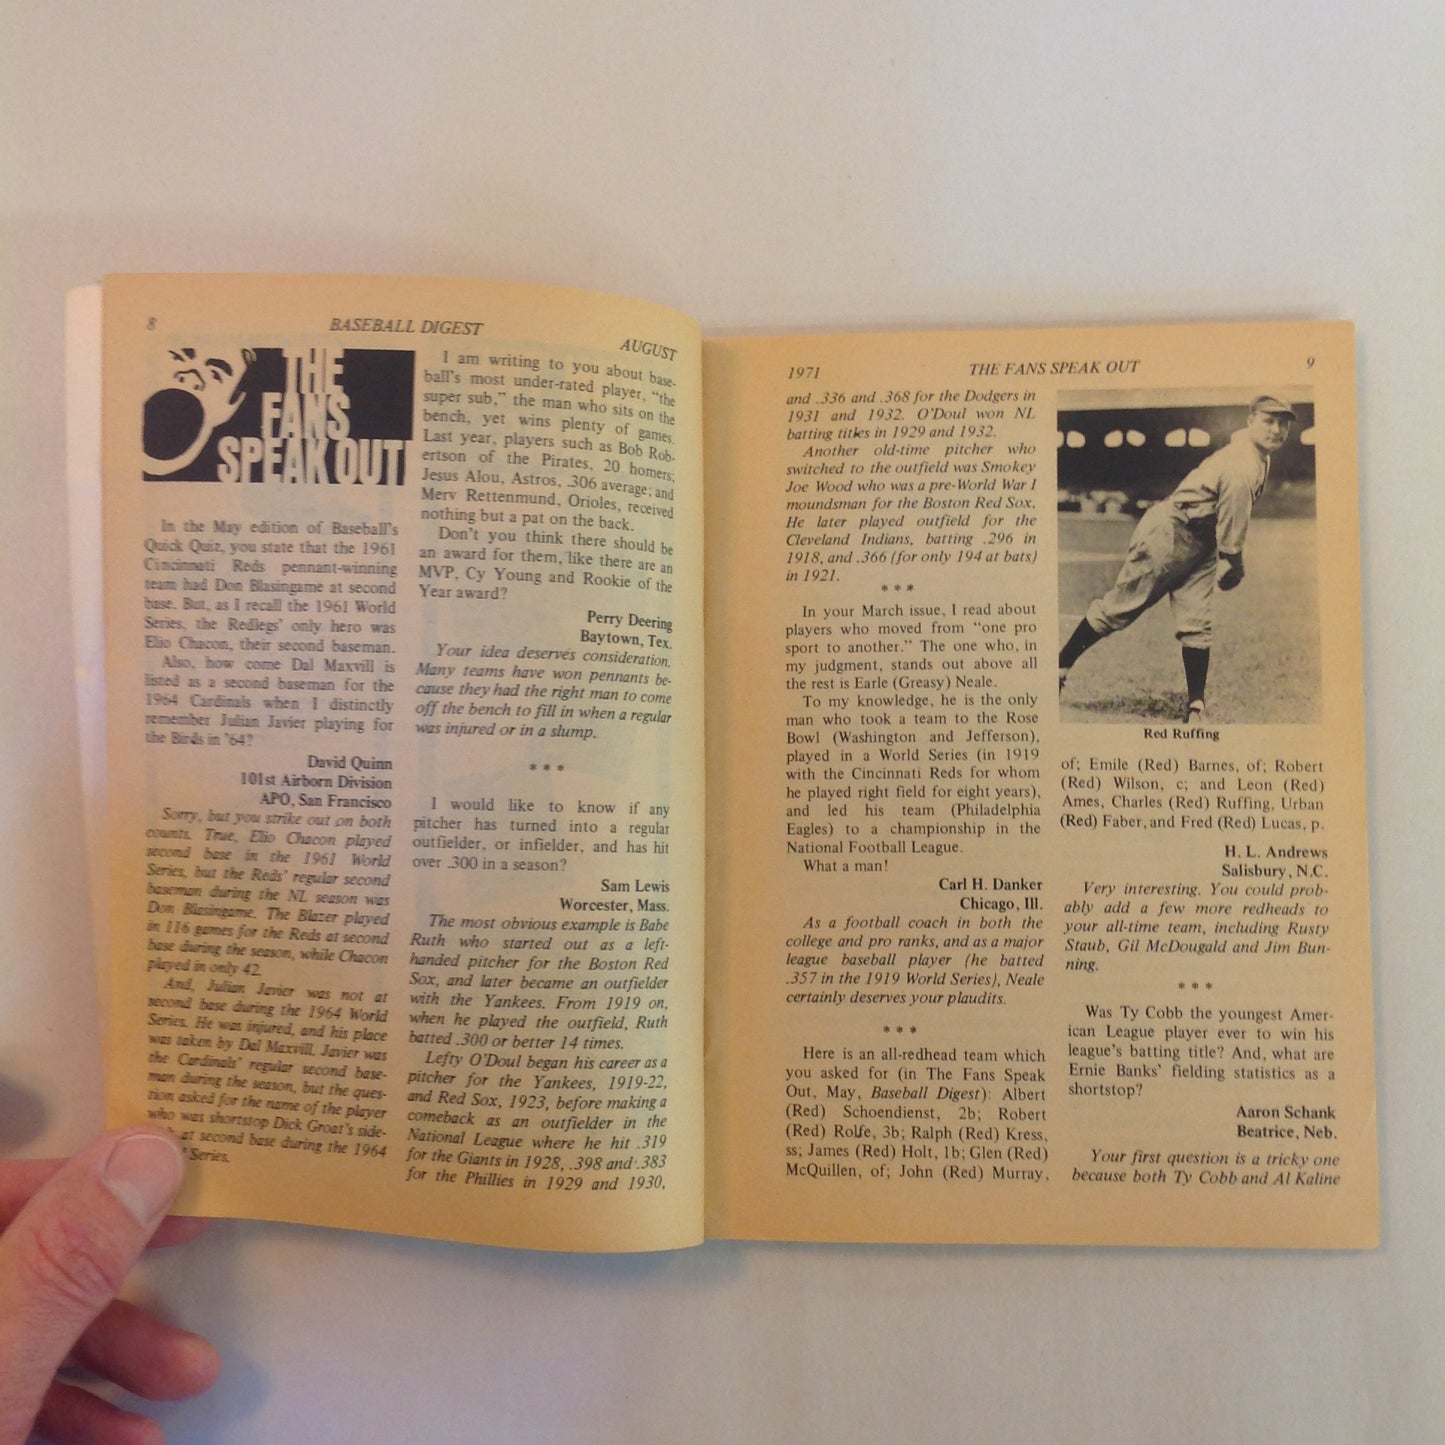 8
BASEBALL DIGEST
AUGUST
THE
FANS
SPEAK OUT
In the May edition of Baseball's
Quick Quiz, you state that the 1961
Cincinnati Reds pennant-winning
team had Don Blasingame at second
base. But, as I recall the 1961 World
Series, the Redlegs' only hero was
Elio Chacon, their second baseman.
Also, how come Dal Maxvill is
listed as a second baseman for the
1964 Cardinals when I distinctly
remember Julian Javier playing for
the Birds in '64?
David Quinn
101st Airborn Division
APO, San Francisco
Sorry, but you strike out on both
counts. True, Elio Chacon played
second base in the 1961 World
Series, but the Reds' regular second
baseman during the NL season was
Don Blasingame. The Blazer played
in 116 games for the Reds at second
base during the season, while Chacon
played in only 42.
And, Julian Javier was not at
second base during the 1964 World
Series. He was injured, and his place
was taken by Dal Maxvill. Javier was
the Cardinals' regular second base-
man during the season, but the ques-
tion asked for the name of the player
who was shortstop Dick Groat's side-
at second base during the 1964
Series.
I am writing to you about base-
ball's most under-rated player, "the
super sub," the man who sits on the
bench, yet wins plenty of games.
Last year, players such as Bob Rob-
ertson of the Pirates, 20 homers;
Jesus Alou, Astros, .306 average; and
Merv Rettenmund, Orioles, received
nothing but a pat on the back.
Don't you think there should be
an award for them, like there are an
MVP, Cy Young and Rookie of the
Year award?
Perry Deering
Baytown, Tex.
Your idea deserves consideration.
Many teams have won pennants be-
cause they had the right man to come
off the bench to fill in when a regular
was injured or in a slump.
* * *
I would like to know if any
pitcher has turned into a regular
outfielder, or infielder, and has hit
over .300 in a season?
Sam Lewis
Worcester, Mass.
The most obvious example is Babe
Ruth who started out as a left-
handed pitcher for the Boston Red
Sox, and later became an outfielder
with the Yankees. From 1919 on,
when he played the outfield, Ruth
batted .300 or better 14 times.
Lefty O'Doul began his career as a
pitcher for the Yankees, 1919-22,
and Red Sox, 1923, before making a
comeback as an outfielder in the
National League where he hit .319
for the Giants in 1928, .398 and .383
for the Phillies in 1929 and 1930,
1971
THE FANS SPEAK OUT
9
and .336 and .368 for the Dodgers in
1931 and 1932. O'Doul won NL
batting titles in 1929 and 1932.
Another old-time pitcher who
switched to the outfield was Smokey
Joe Wood who was a pre-World War I
moundsman for the Boston Red Sox.
He later played outfield for the
Cleveland Indians, batting .296 in
1918, and .366 (for only 194 at bats)
in 1921.
* * *
In your March issue, I read about
players who moved from "one pro
sport to another." The one who, in
my judgment, stands out above all
the rest is Earle (Greasy) Neale.
To my knowledge, he is the only
man who took a team to the Rose
Bowl (Washington and Jefferson),
played in a World Series (in 1919
with the Cincinnati Reds for whom
he played right field for eight years),
and led his team (Philadelphia
Eagles) to a championship in the
National Football League.
What a man!
Carl H. Danker
Chicago, Ill.
As a football coach in both the
college and pro ranks, and as a major
league baseball player (he batted
.357 in the 1919 World Series), Neale
certainly deserves your plaudits.
* * *
Here is an all-redhead team which
you asked for (in The Fans Speak
Out, May, Baseball Digest): Albert
(Red) Schoendienst, 2b; Robert
(Red) Rolfe, 3b; Ralph (Red) Kress,
ss; James (Red) Holt, 1b; Glen (Red)
McQuillen, of; John (Red) Murray,
Red Ruffing
of; Emile (Red) Barnes, of; Robert
(Red) Wilson, c; and Leon (Red)
Ames, Charles (Red) Ruffing, Urban
(Red) Faber, and Fred (Red) Lucas, p.
H. L. Andrews
Salisbury, N.C.
Very interesting. You could prob-
ably add a few more redheads to
your all-time team, including Rusty
Staub, Gil McDougald and Jim Bun-
ning.
* * *
Was Ty Cobb the youngest Amer-
ican League player ever to win his
league's batting title? And, what are
Ernie Banks' fielding statistics as a
shortstop?
Aaron Schank
Beatrice, Neb.
Your first question is a tricky one
because both Ty Cobb and Al Kaline